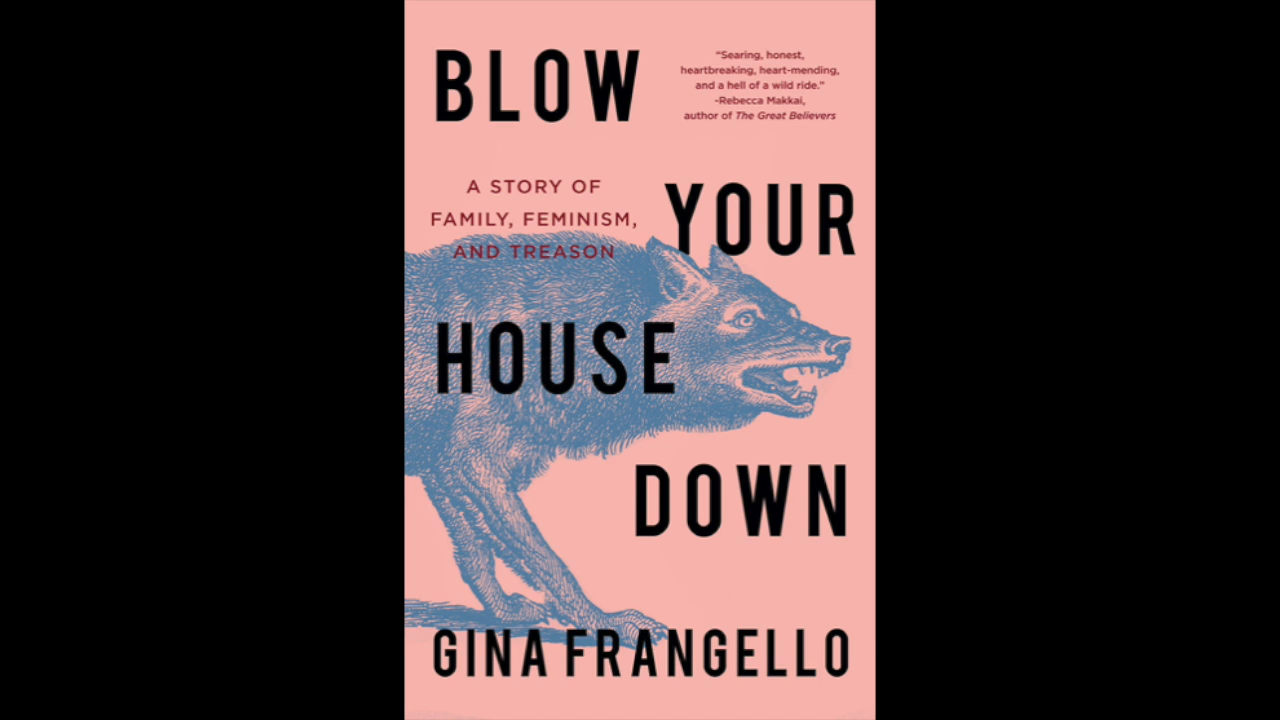 BLOW
“Searing, honest,
heartbreaking, heart-mending,
and a hell of a wild ride.”
-Rebecca Makkai,
author of The Great Believers
A STORY OF
FAMILY, FEMINISM,
AND TREASON
YOUR
HOUSE
DOWN
GINA FRANGELLO